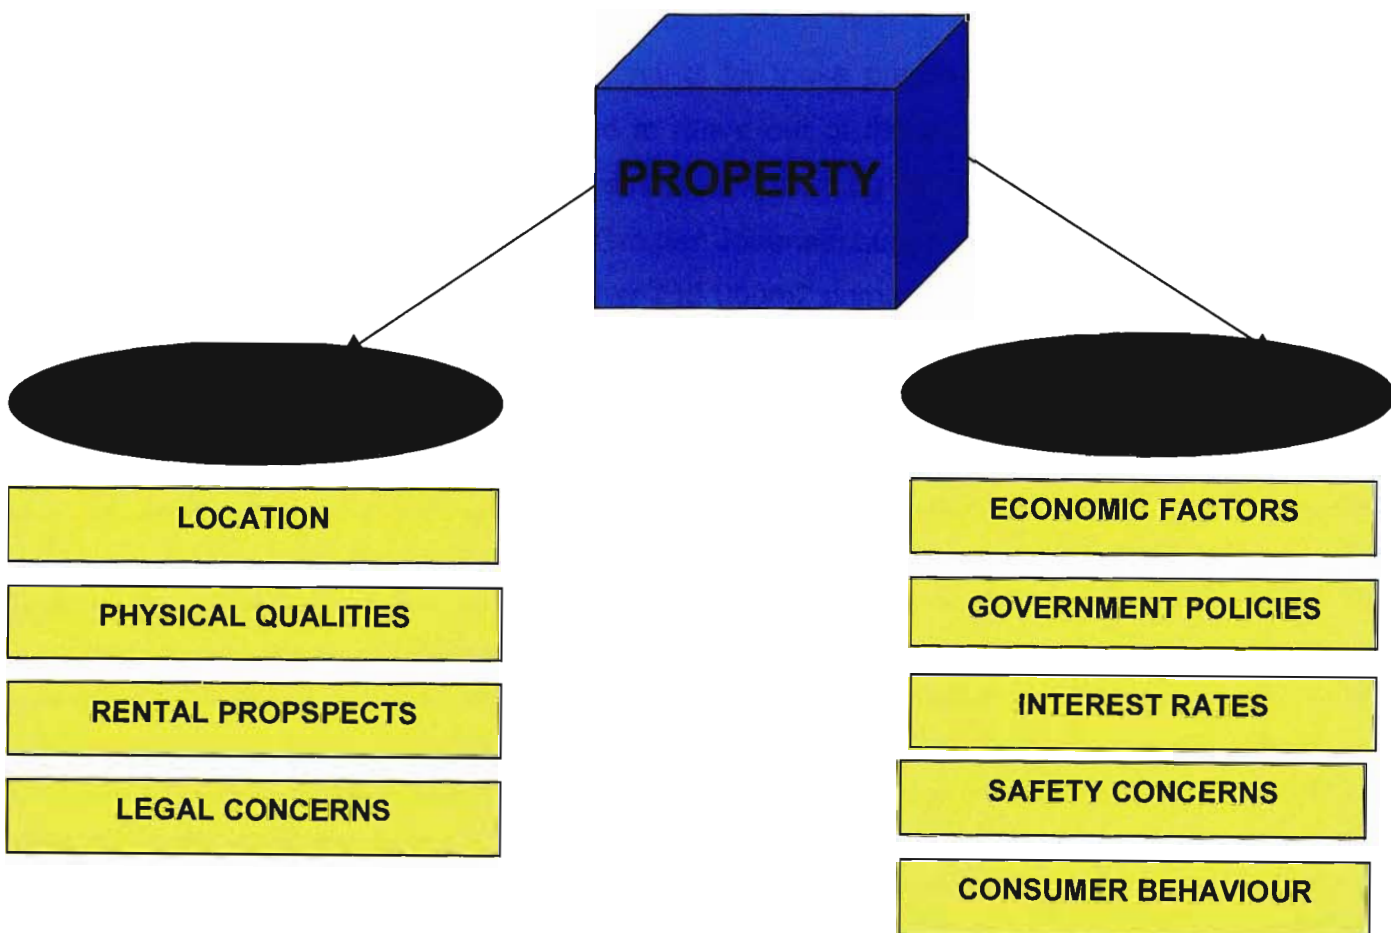 PROPERTY
LOCATION
PHYSICAL QUALITIES
RENTAL PROPSPECTS
LEGAL CONCERNS
ECONOMIC FACTORS
GOVERNMENT POLICIES
INTEREST RATES
SAFETY CONCERNS
CONSUMER BEHAVIOUR